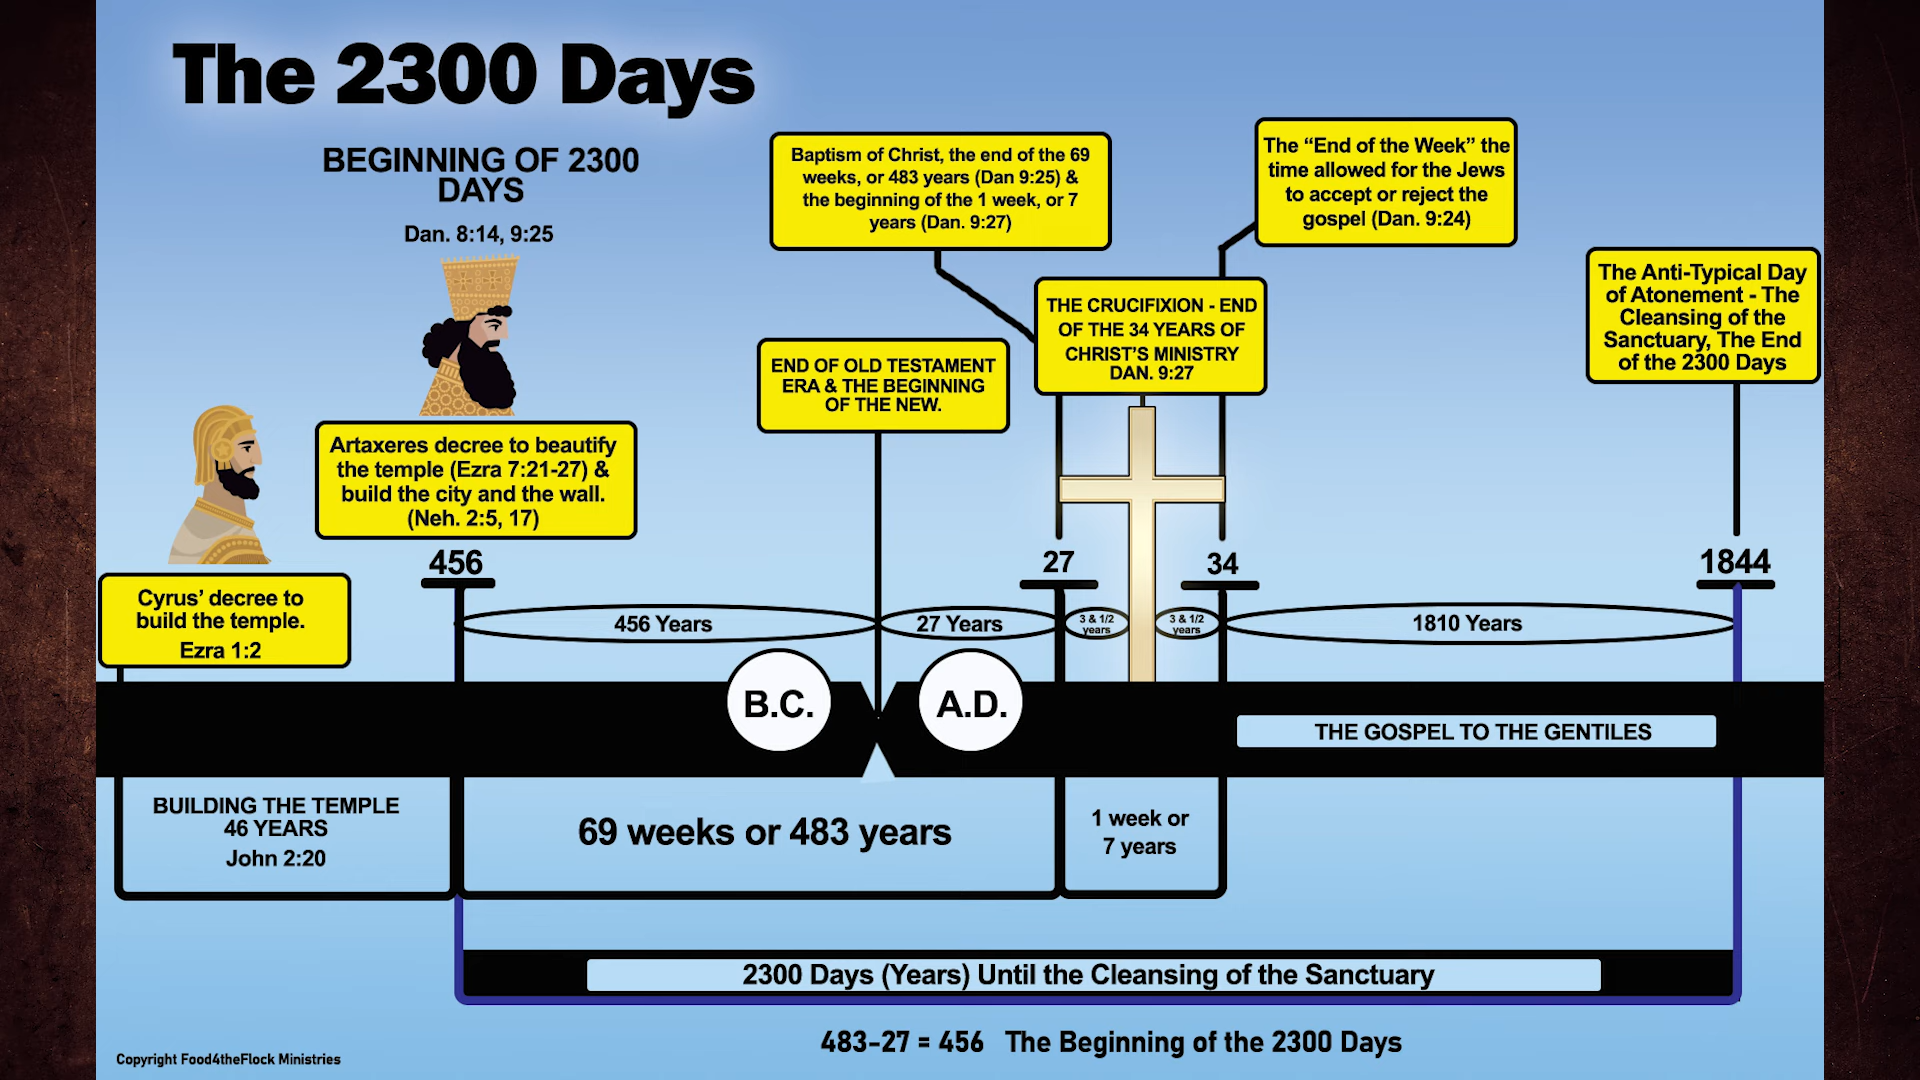 The 2300 Days
BEGINNING OF 2300
DAYS
Dan. 8:14, 9:25
Baptism of Christ, the end of the 69
weeks, or 483 years (Dan 9:25) &
the beginning of the 1 week, or 7
years (Dan. 9:27)
The “End of the Week” the
time allowed for the Jews
to accept or reject the
gospel (Dan. 9:24)
The Anti-Typical Day
of Atonement - The
Cleansing of the
Sanctuary, The End
of the 2300 Days
THE CRUCIFIXION - END
OF THE 34 YEARS OF
CHRIST’S MINISTRY
DAN. 9:27
END OF OLD TESTAMENT
ERA & THE BEGINNING
OF THE NEW.
Artaxeres decree to beautify
the temple (Ezra 7:21-27) &
build the city and the wall.
(Neh. 2:5, 17)
Cyrus’ decree to
build the temple.
Ezra 1:2
456
27
34
1844
456 Years
27 Years
3 & 1/2
years
3 & 1/2
years
1810 Years
B.C.
A.D.
THE GOSPEL TO THE GENTILES
BUILDING THE TEMPLE
46 YEARS
John 2:20
69 weeks or 483 years
1 week or
7 years
2300 Days (Years) Until the Cleansing of the Sanctuary
483-27 = 456 The Beginning of the 2300 Days
Copyright Food4theFlock Ministries